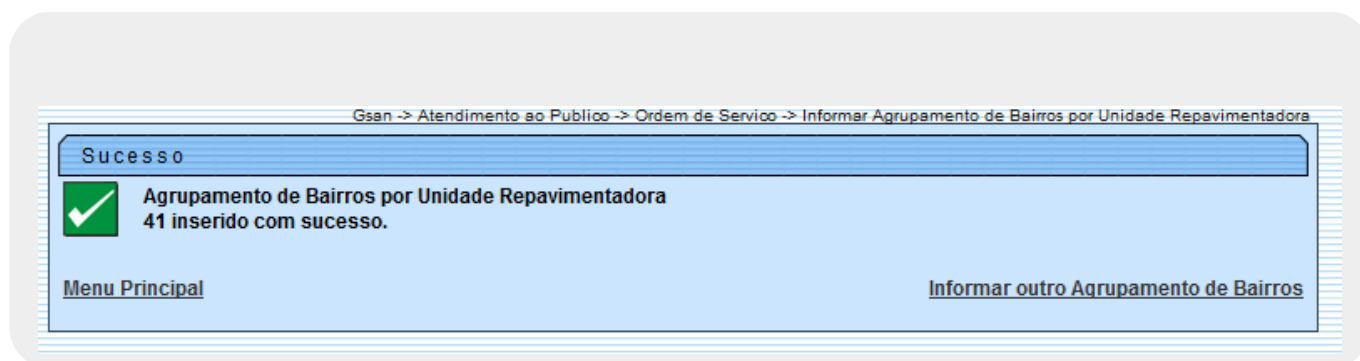 Gsan -> Atendimento ao Publico -> Ordem de Servico -> Informar Agrupamento de Bairros por Unidade Repavimentadora
Sucesso
Agrupamento de Bairros por Unidade Repavimentadora
41 inserido com sucesso.
Menu Principal
Informar outro Agrupamento de Bairros